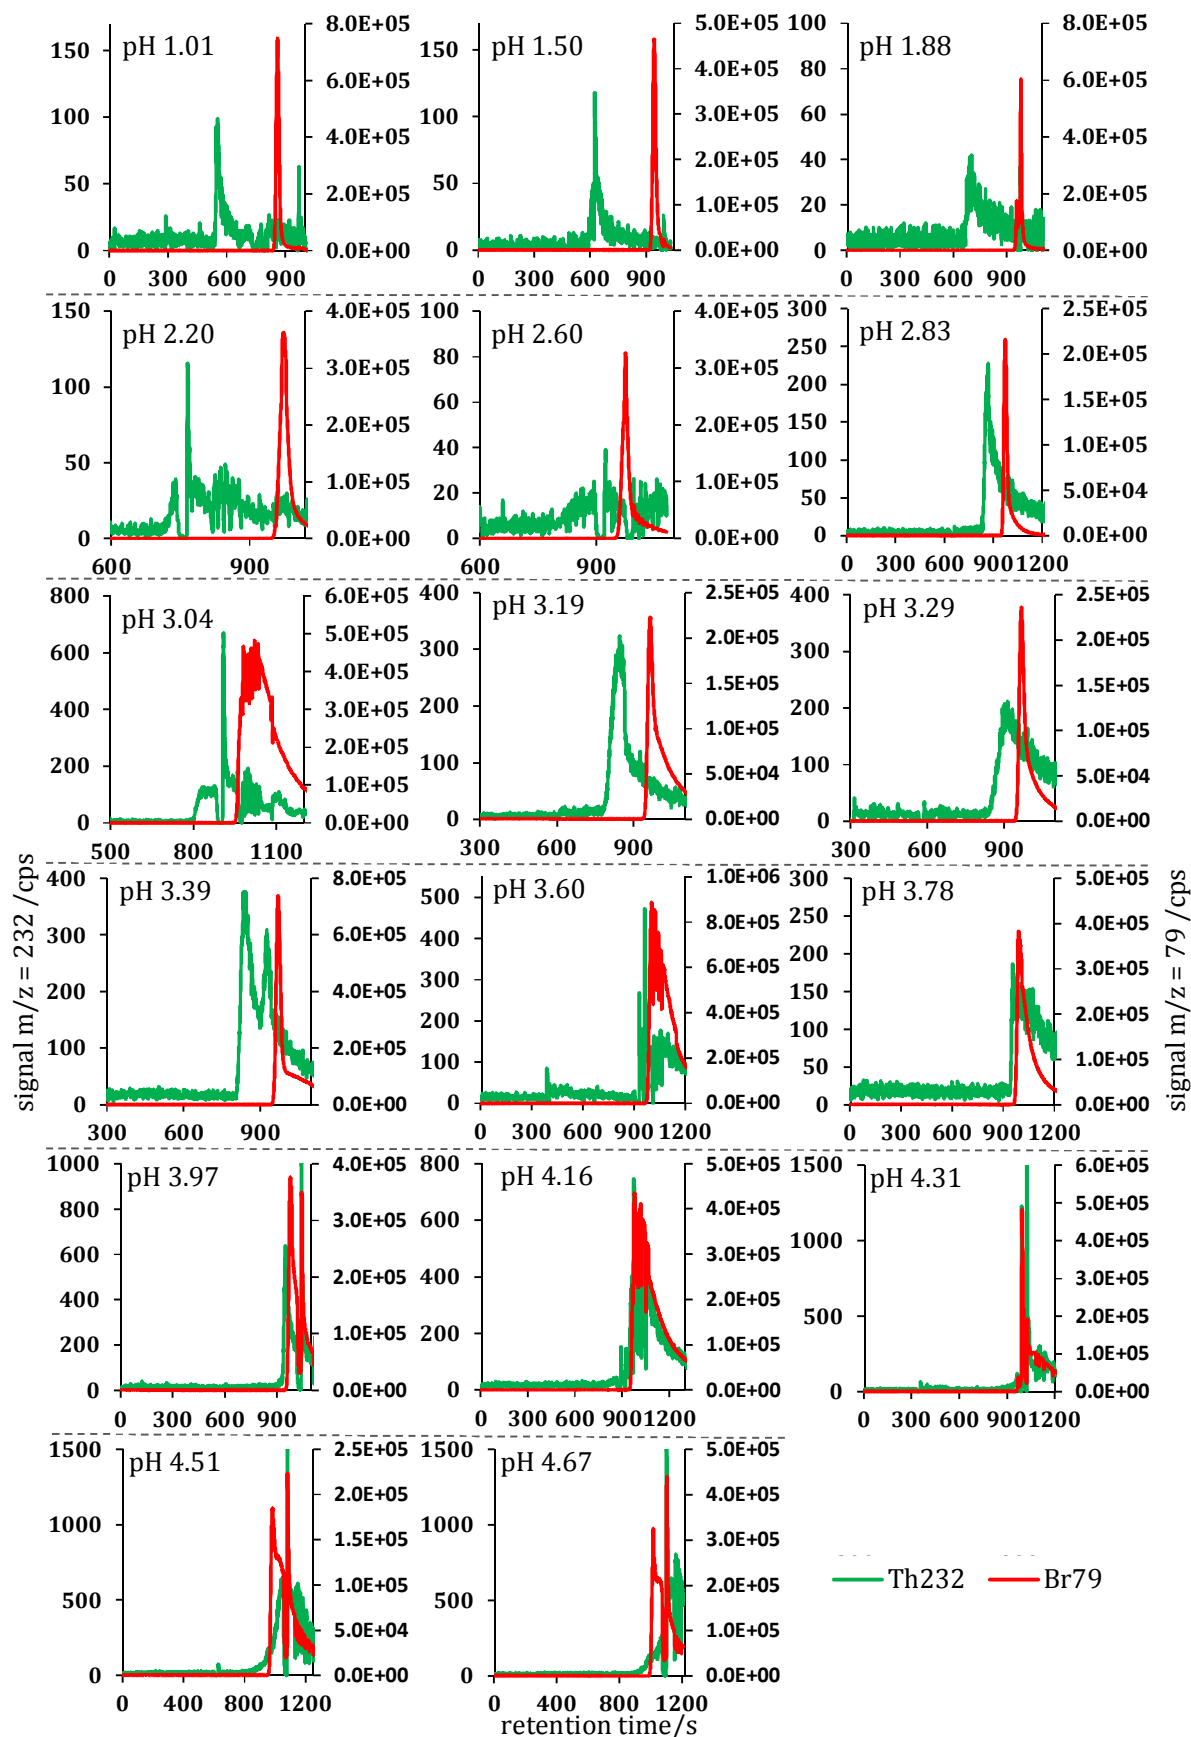 pH 1.01
150
100
50
0
8.0E+05
6.0E+05
4.0E+05
2.0E+05
0.0E+00
0 300 600 900
pH 1.50
150
100
50
0
5.0E+05
4.0E+05
3.0E+05
2.0E+05
1.0E+05
0.0E+00
0 300 600 900
pH 1.88
100
80
60
40
20
0
8.0E+05
6.0E+05
4.0E+05
2.0E+05
0.0E+00
0 300 600 900
pH 2.20
150
100
50
0
4.0E+05
3.0E+05
2.0E+05
1.0E+05
0.0E+00
600 900
pH 2.60
100
80
60
40
20
0
4.0E+05
3.0E+05
2.0E+05
1.0E+05
0.0E+00
600 900
pH 2.83
300
250
200
150
100
50
0
2.5E+05
2.0E+05
1.5E+05
1.0E+05
5.0E+04
0.0E+00
0 300 600 900 1200
pH 3.04
800
600
400
200
0
6.0E+05
5.0E+05
4.0E+05
3.0E+05
2.0E+05
1.0E+05
0.0E+00
500 800 1100
pH 3.19
400
300
200
100
0
2.5E+05
2.0E+05
1.5E+05
1.0E+05
5.0E+04
0.0E+00
300 600 900
pH 3.29
400
300
200
100
0
2.5E+05
2.0E+05
1.5E+05
1.0E+05
5.0E+04
0.0E+00
300 600 900
signal m/z = 232 /cps
pH 3.39
400
300
200
100
0
8.0E+05
6.0E+05
4.0E+05
2.0E+05
0.0E+00
300 600 900
pH 3.60
500
400
300
200
100
0
1.0E+06
8.0E+05
6.0E+05
4.0E+05
2.0E+05
0.0E+00
0 300 600 900 1200
pH 3.78
300
250
200
150
100
50
0
5.0E+05
4.0E+05
3.0E+05
2.0E+05
1.0E+05
0.0E+00
0 300 600 900 1200
signal m/z = 79 /cps
pH 3.97
1000
800
600
400
200
0
4.0E+05
3.0E+05
2.0E+05
1.0E+05
0.0E+00
0 300 600 900
pH 4.16
800
600
400
200
0
5.0E+05
4.0E+05
3.0E+05
2.0E+05
1.0E+05
0.0E+00
0 300 600 900 1200
pH 4.31
1500
1000
500
0
6.0E+05
5.0E+05
4.0E+05
3.0E+05
2.0E+05
1.0E+05
0.0E+00
0 300 600 900 1200
pH 4.51
1500
1000
500
0
2.5E+05
2.0E+05
1.5E+05
1.0E+05
5.0E+04
0.0E+00
0 400 800 1200
pH 4.67
1500
1000
500
0
5.0E+05
4.0E+05
3.0E+05
2.0E+05
1.0E+05
0.0E+00
0 400 800 1200
Th232 Br79
retention time/s